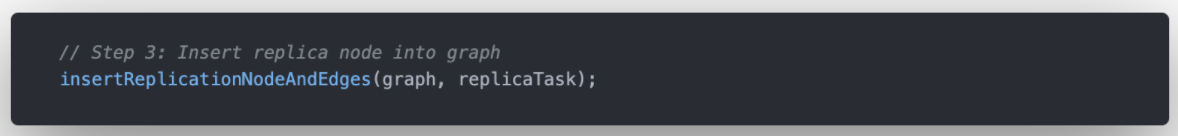 // Step 3: Insert replica node into graph
insertReplicationNodeAndEdges(graph, replicaTask);